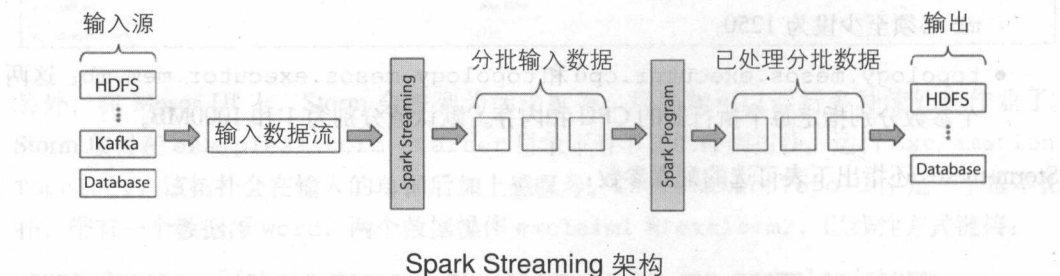 输入源
HDFS
Kafka
Database
输入数据流
Spark Streaming
分批输入数据
Spark Program
已处理分批数据
输出
HDFS
Database
Spark Streaming 架构